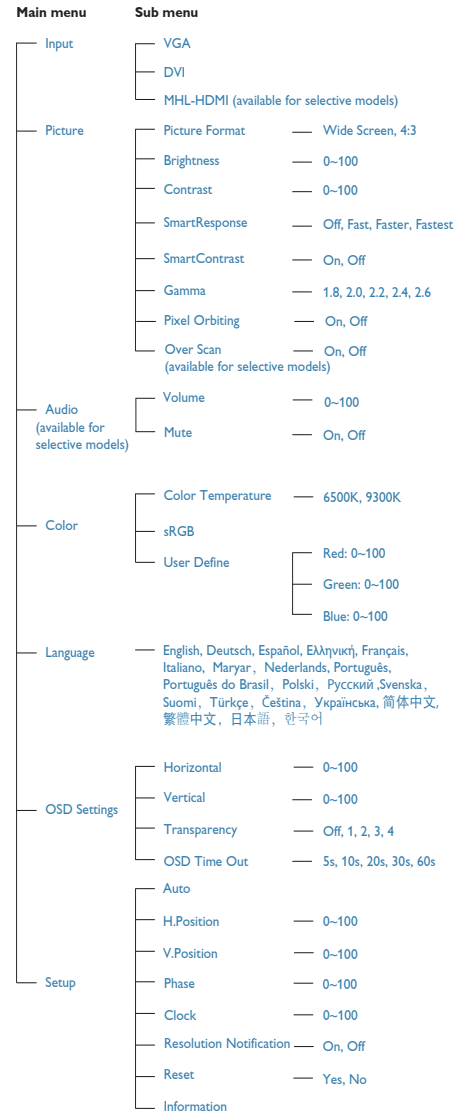 Main menu Sub menu
Input VGA
DVI
MHL-HDMI (available for selective models)
Picture Picture Format Wide Screen, 4:3
Brightness 0~100
Contrast 0~100
SmartResponse Off, Fast, Faster, Fastest
SmartContrast On, Off
Gamma 1.8, 2.0, 2.2, 2.4, 2.6
Pixel Orbiting On, Off
Over Scan On, Off
(available for selective models)
Audio Volume 0~100
(available for
selective models) Mute On, Off
Color Temperature 6500K, 9300K
Color sRGB
User Define Red: 0~100
Green: 0~100
Blue: 0~100
Language English, Deutsch, Español, Ελληνική, Français,
Italiano, Maryar, Nederlands, Português,
Português do Brasil, Polski, Русский ,Svenska,
Suomi, Türkçe, Čeština, Українська, 简体中文,
繁體中文, 日本語, 한국어
Horizontal 0~100
Vertical 0~100
OSD Settings
Transparency Off, 1, 2, 3, 4
OSD Time Out 5s, 10s, 20s, 30s, 60s
Auto
H.Position 0~100
V.Position 0~100
Setup Phase 0~100
Clock 0~100
Resolution Notification On, Off
Reset Yes, No
Information